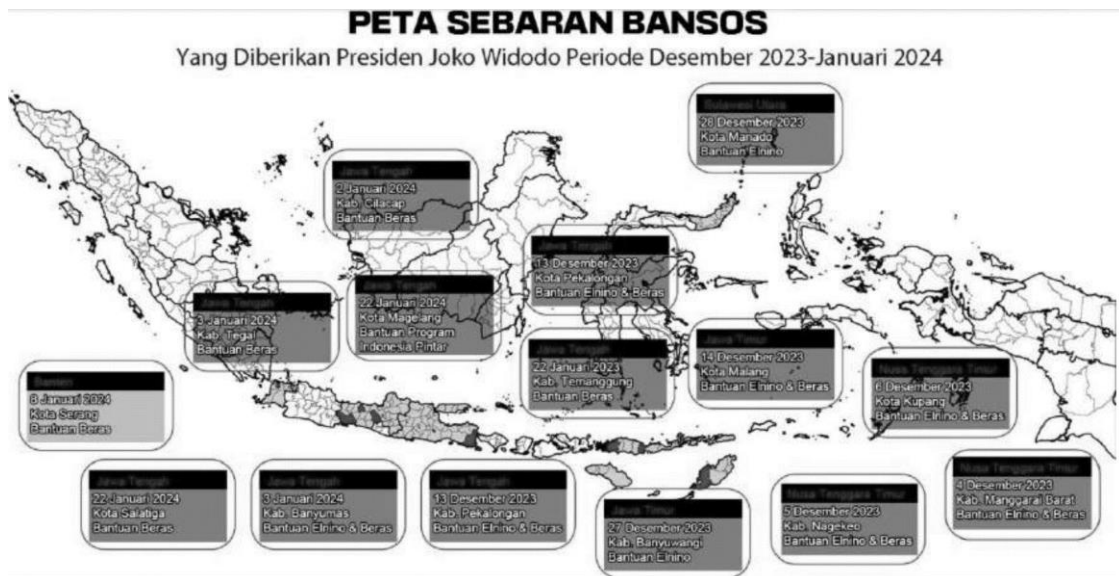 PETA SEBARAN BANSOS
Yang Diberikan Presiden Joko Widodo Periode Desember 2023-Januari 2024
Sulawesi Utara
28 Desember 2023
Kota Manado
Bantuan Elnino
Jawa Tengah
2 Januari 2024
Kab. Cilacap
Bantuan Beras
Jawa Tengah
13 Desember 2023
Kota Pekalongan
Bantuan Elnino & Beras
Jawa Tengah
3 Januari 2024
Kab. Tegal
Bantuan Beras
Jawa Tengah
22 Januari 2024
Kota Magelang
Bantuan Program
Indonesia Pintar
Jawa Tengah
22 Januari 2023
Kab. Temanggung
Bantuan Beras
Jawa Timur
14 Desember 2023
Kota Malang
Bantuan Elnino & Beras
Nusa Tenggara Timur
6 Desember 2023
Kota Kupang
Bantuan Elnino & Beras
Banten
8 Januari 2024
Kota Serang
Bantuan Beras
Jawa Tengah
22 Januari 2024
Kota Salatiga
Bantuan Beras
Jawa Tengah
3 Januari 2024
Kab. Banyumas
Bantuan Elnino & Beras
Jawa Tengah
13 Desember 2023
Kab. Pekalongan
Bantuan Elnino & Beras
Jawa Timur
27 Desember 2023
Kab. Banyuwangi
Bantuan Elnino
Nusa Tenggara Timur
5 Desember 2023
Kab. Nagekeo
Bantuan Elnino & Beras
Nusa Tenggara Timur
4 Desember 2023
Kab. Manggarai Barat
Bantuan Elnino & Beras